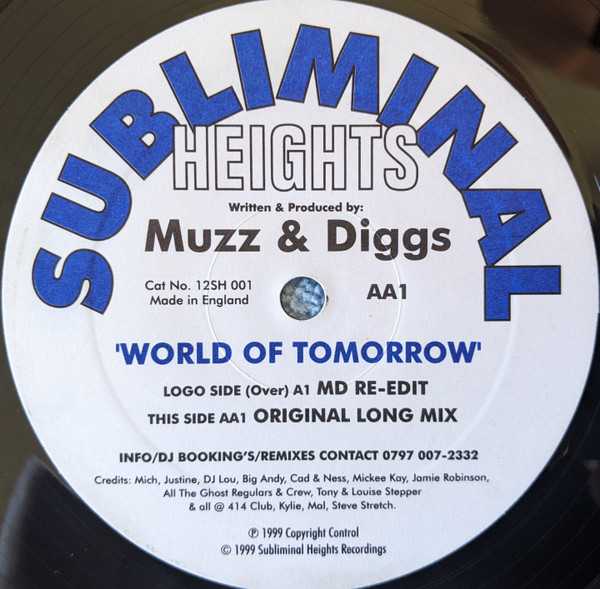 SUBLIMINAL
HEIGHTS
Written & Produced by:
Muzz & Diggs
Cat No. 12SH 001
Made in England
AA1
'WORLD OF TOMORROW'
LOGO SIDE (Over) A1 MD RE-EDIT
THIS SIDE AA1 ORIGINAL LONG MIX
INFO/DJ BOOKING'S/REMIXES CONTACT 0797 007-2332
Credits: Mich, Justine, DJ Lou, Big Andy, Cad & Ness, Mickee Kay, Jamie Robinson,
All The Ghost Regulars & Crew, Tony & Louise Stepper
& all @ 414 Club, Kylie, Mal, Steve Stretch.
℗ 1999 Copyright Control
© 1999 Subliminal Heights Recordings